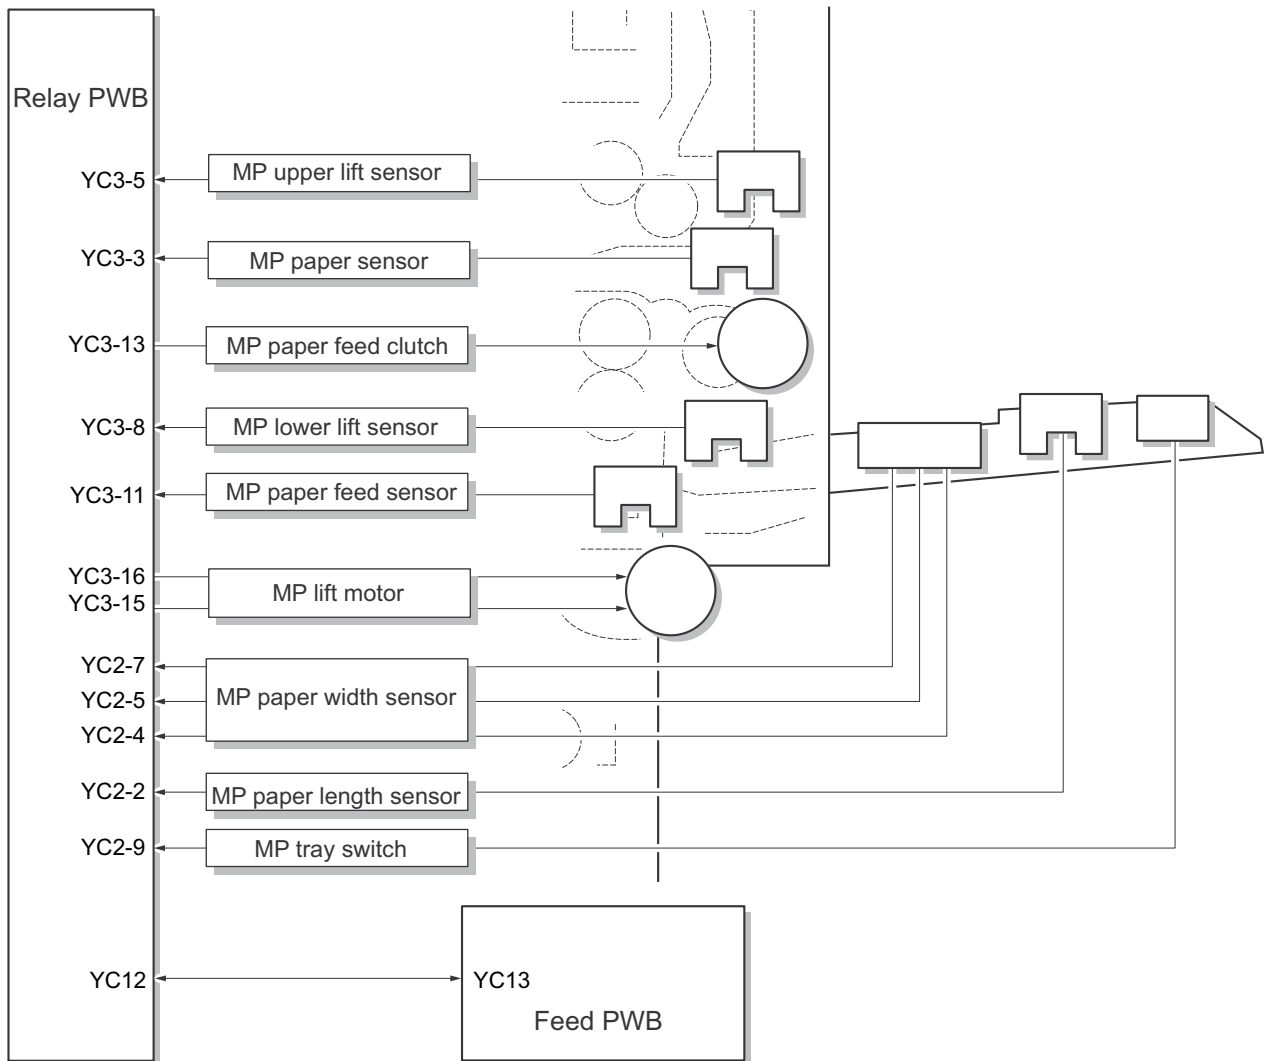 Relay PWB
YC3-5 MP upper lift sensor
YC3-3 MP paper sensor
YC3-13 MP paper feed clutch
YC3-8 MP lower lift sensor
YC3-11 MP paper feed sensor
YC3-16
MP lift motor
YC3-15
YC2-7
YC2-5 MP paper width sensor
YC2-4
YC2-2 MP paper length sensor
YC2-9 MP tray switch
YC12 YC13
Feed PWB